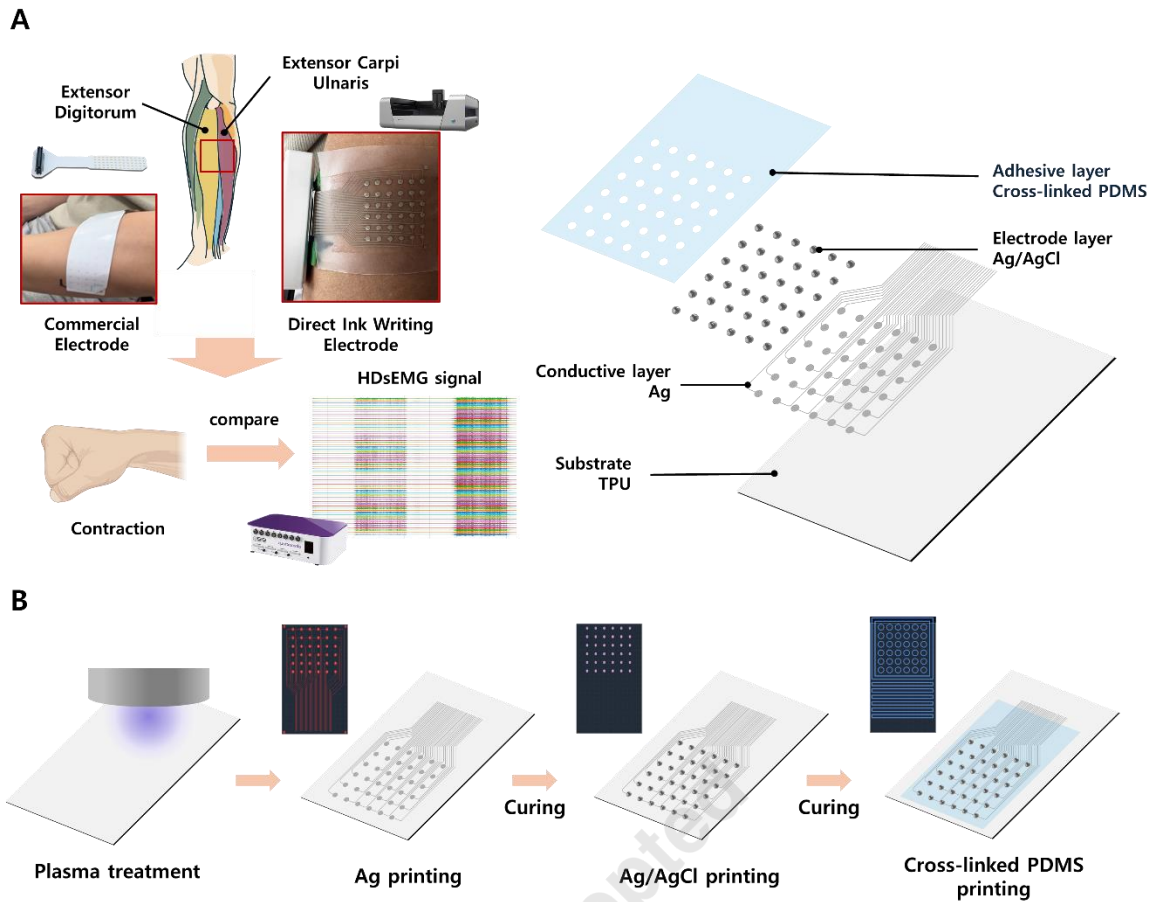 A
Extensor
Digitorum
Extensor Carpi
Ulnaris
Commercial
Electrode
Direct Ink Writing
Electrode
HDsEMG signal
compare
Contraction
Adhesive layer
Cross-linked PDMS
Electrode layer
Ag/AgCl
Conductive layer
Ag
Substrate
TPU
B
Plasma treatment
Ag printing
Curing
Ag/AgCl printing
Curing
Cross-linked PDMS
printing